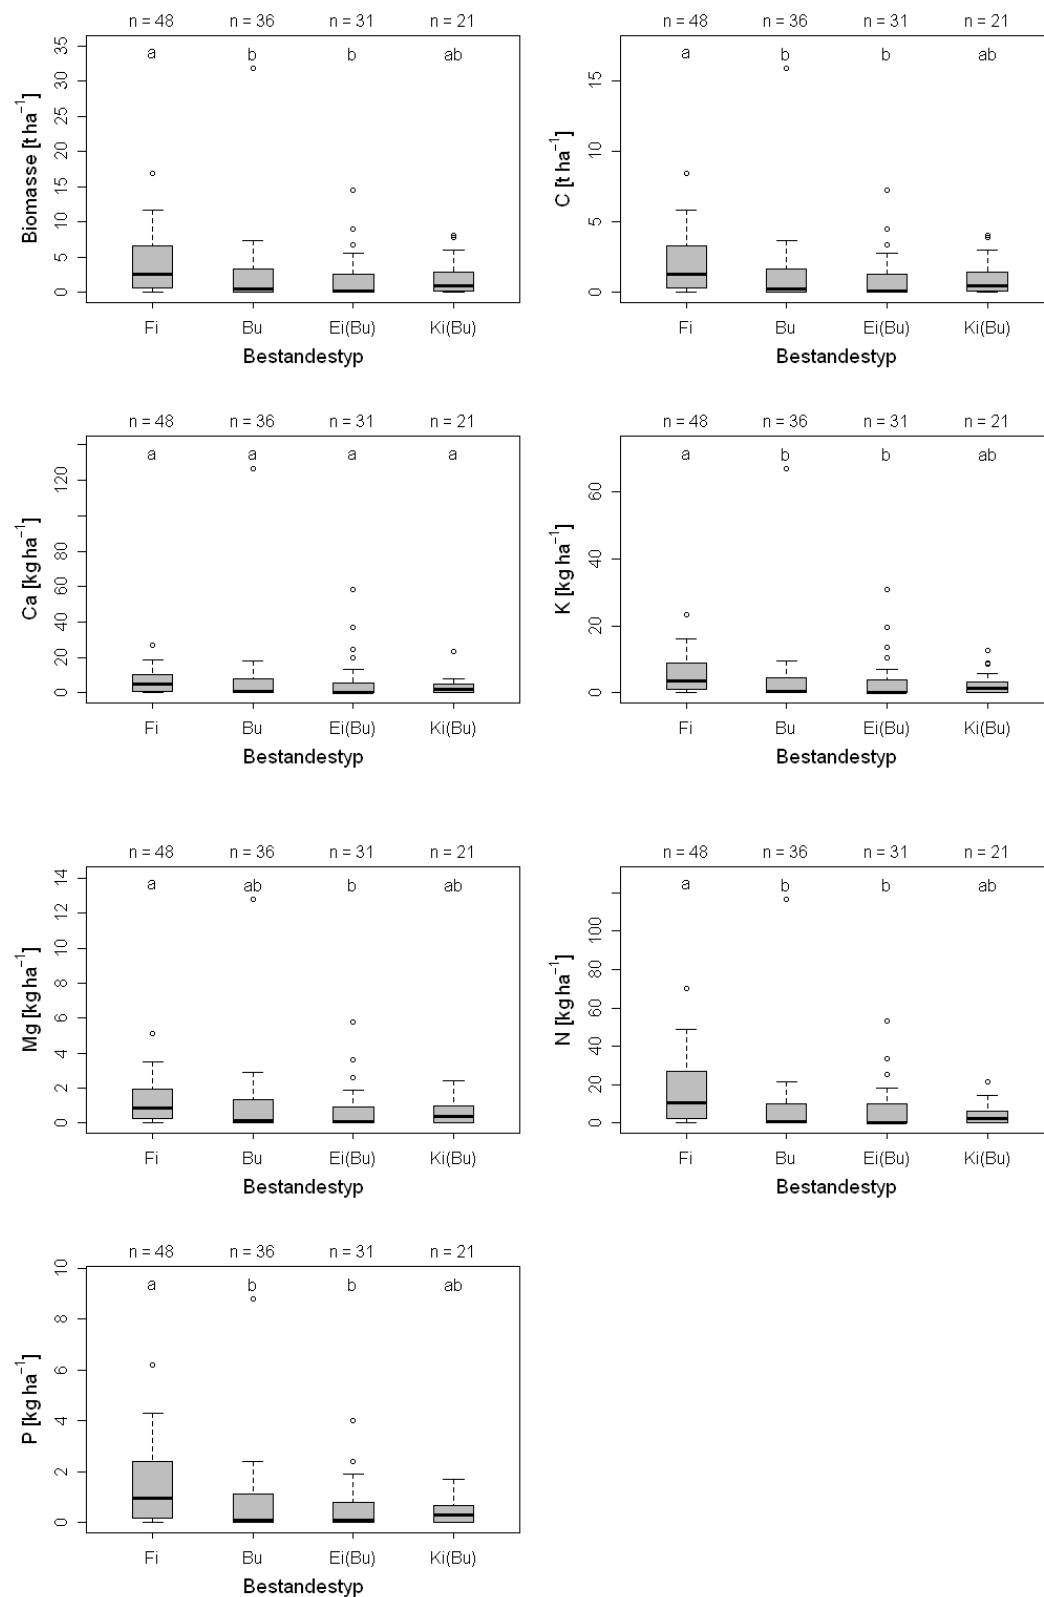 n = 48 n = 36 n = 31 n = 21
a b b ab
Biomasse [t ha⁻¹]
35
30
25
20
15
10
5
0
Fi Bu Ei(Bu) Ki(Bu)
Bestandestyp
n = 48 n = 36 n = 31 n = 21
a b b ab
C [t ha⁻¹]
15
10
5
0
Fi Bu Ei(Bu) Ki(Bu)
Bestandestyp
n = 48 n = 36 n = 31 n = 21
a a a a
Ca [kg ha⁻¹]
120
80
60
40
20
0
Fi Bu Ei(Bu) Ki(Bu)
Bestandestyp
n = 48 n = 36 n = 31 n = 21
a b b ab
K [kg ha⁻¹]
60
40
20
0
Fi Bu Ei(Bu) Ki(Bu)
Bestandestyp
n = 48 n = 36 n = 31 n = 21
a ab b ab
Mg [kg ha⁻¹]
14
12
10
8
6
4
2
0
Fi Bu Ei(Bu) Ki(Bu)
Bestandestyp
n = 48 n = 36 n = 31 n = 21
a b b ab
N [kg ha⁻¹]
100
80
60
40
20
0
Fi Bu Ei(Bu) Ki(Bu)
Bestandestyp
n = 48 n = 36 n = 31 n = 21
a b b ab
P [kg ha⁻¹]
10
8
6
4
2
0
Fi Bu Ei(Bu) Ki(Bu)
Bestandestyp